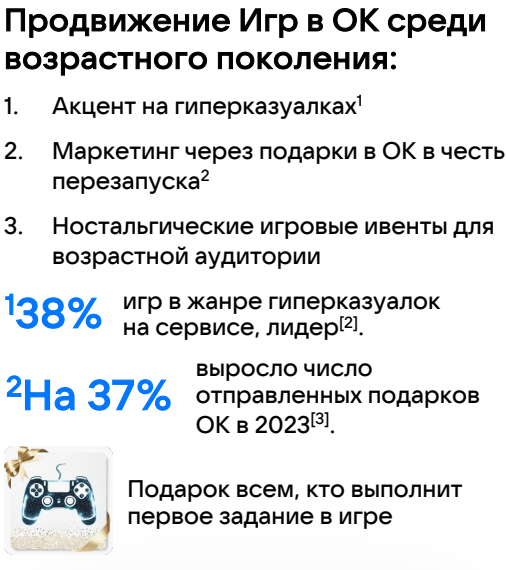 Продвижение Игр в ОК среди
возрастного поколения:
1. Акцент на гиперказуалках¹
2. Маркетинг через подарки в ОК в честь
перезапуска²
3. Ностальгические игровые ивенты для
возрастной аудитории
¹38% игр в жанре гиперказуалок
на сервисе, лидер[2].
²На 37% выросло число
отправленных подарков
ОК в 2023[3].
Подарок всем, кто выполнит
первое задание в игре